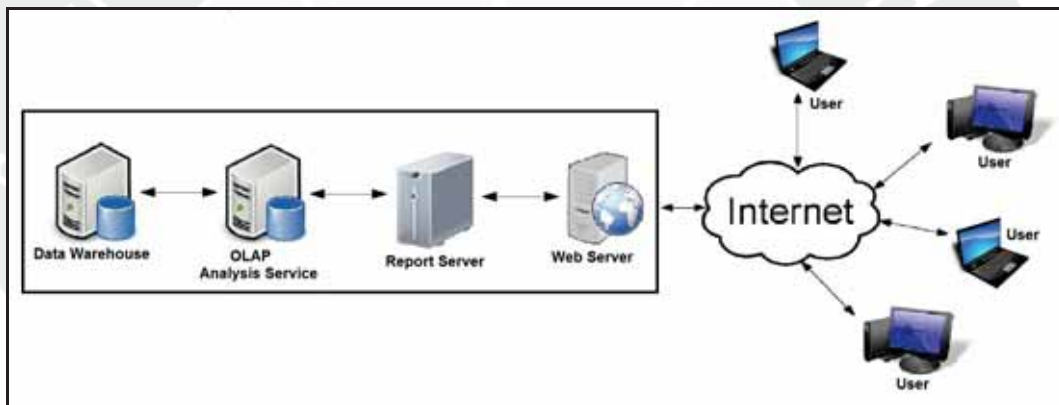 Data Warehouse
OLAP
Analysis Service
Report Server
Web Server
Internet
User
User
User
User